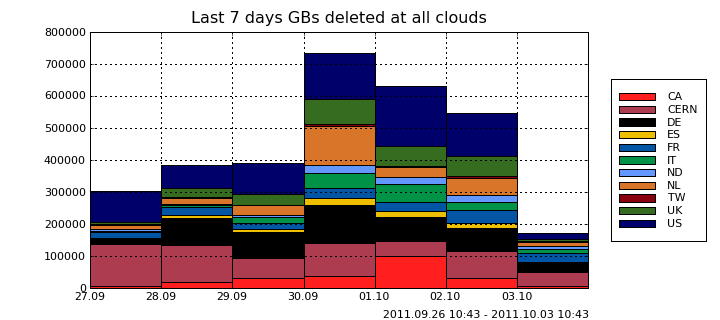 Last 7 days GBs deleted at all clouds
800000
700000
600000
500000
400000
300000
200000
100000
0
27.09 28.09 29.09 30.09 01.10 02.10 03.10
2011.09.26 10:43 - 2011.10.03 10:43
CA
CERN
DE
ES
FR
IT
ND
NL
TW
UK
US